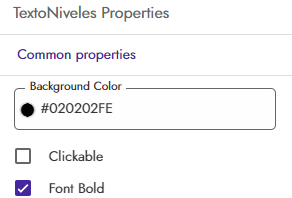 TextoNiveles Properties
Common properties
Background Color
#020202FE
Clickable
Font Bold